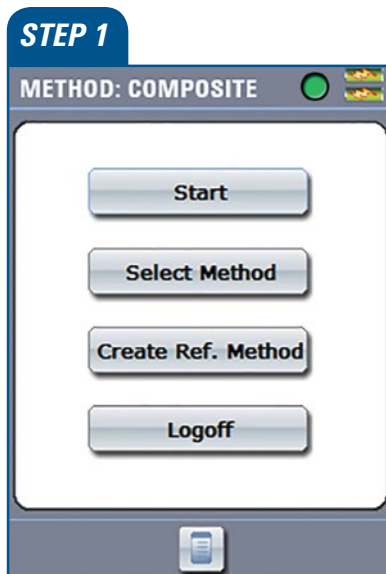 STEP 1
METHOD: COMPOSITE
Start
Select Method
Create Ref. Method
Logoff